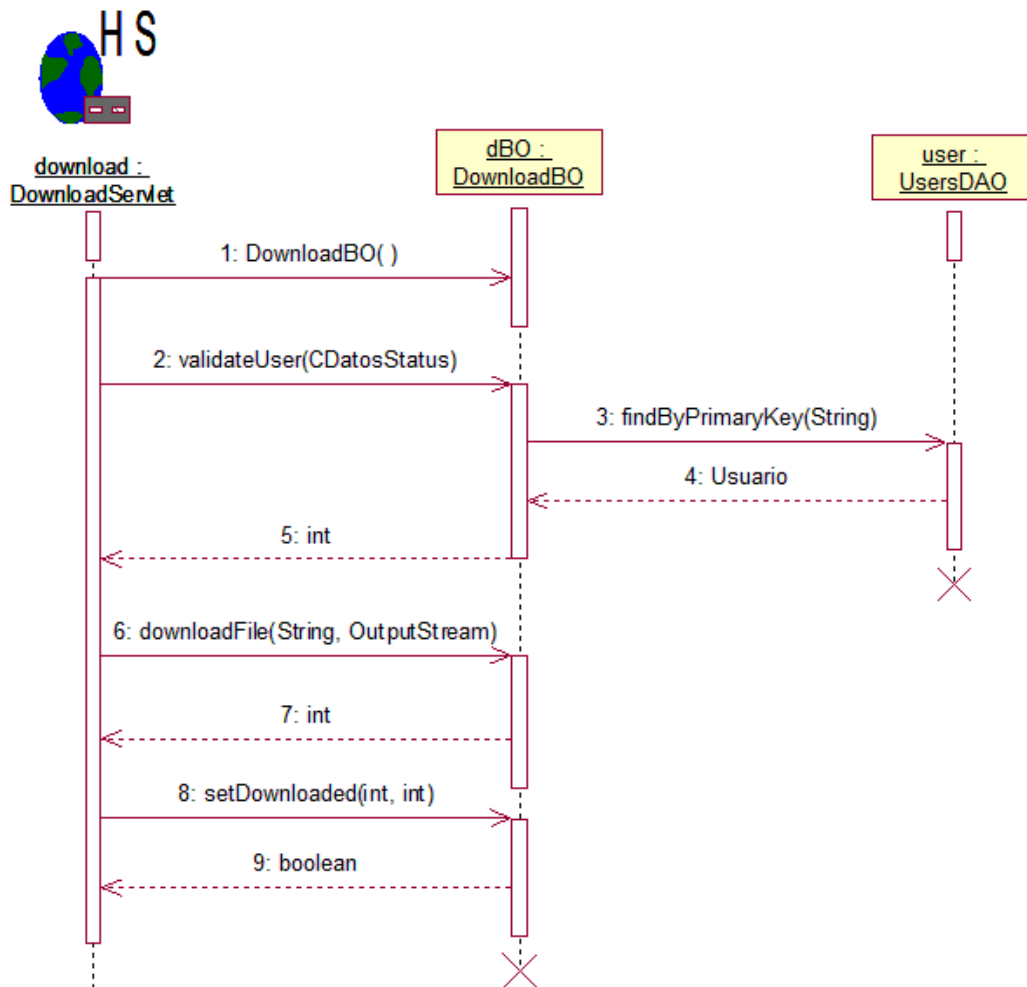 H S
download :
DownloadServlet
dBO :
DownloadBO
user :
UsersDAO
1: DownloadBO( )
2: validateUser(CDatosStatus)
3: findByPrimaryKey(String)
4: Usuario
5: int
6: downloadFile(String, OutputStream)
7: int
8: setDownloaded(int, int)
9: boolean